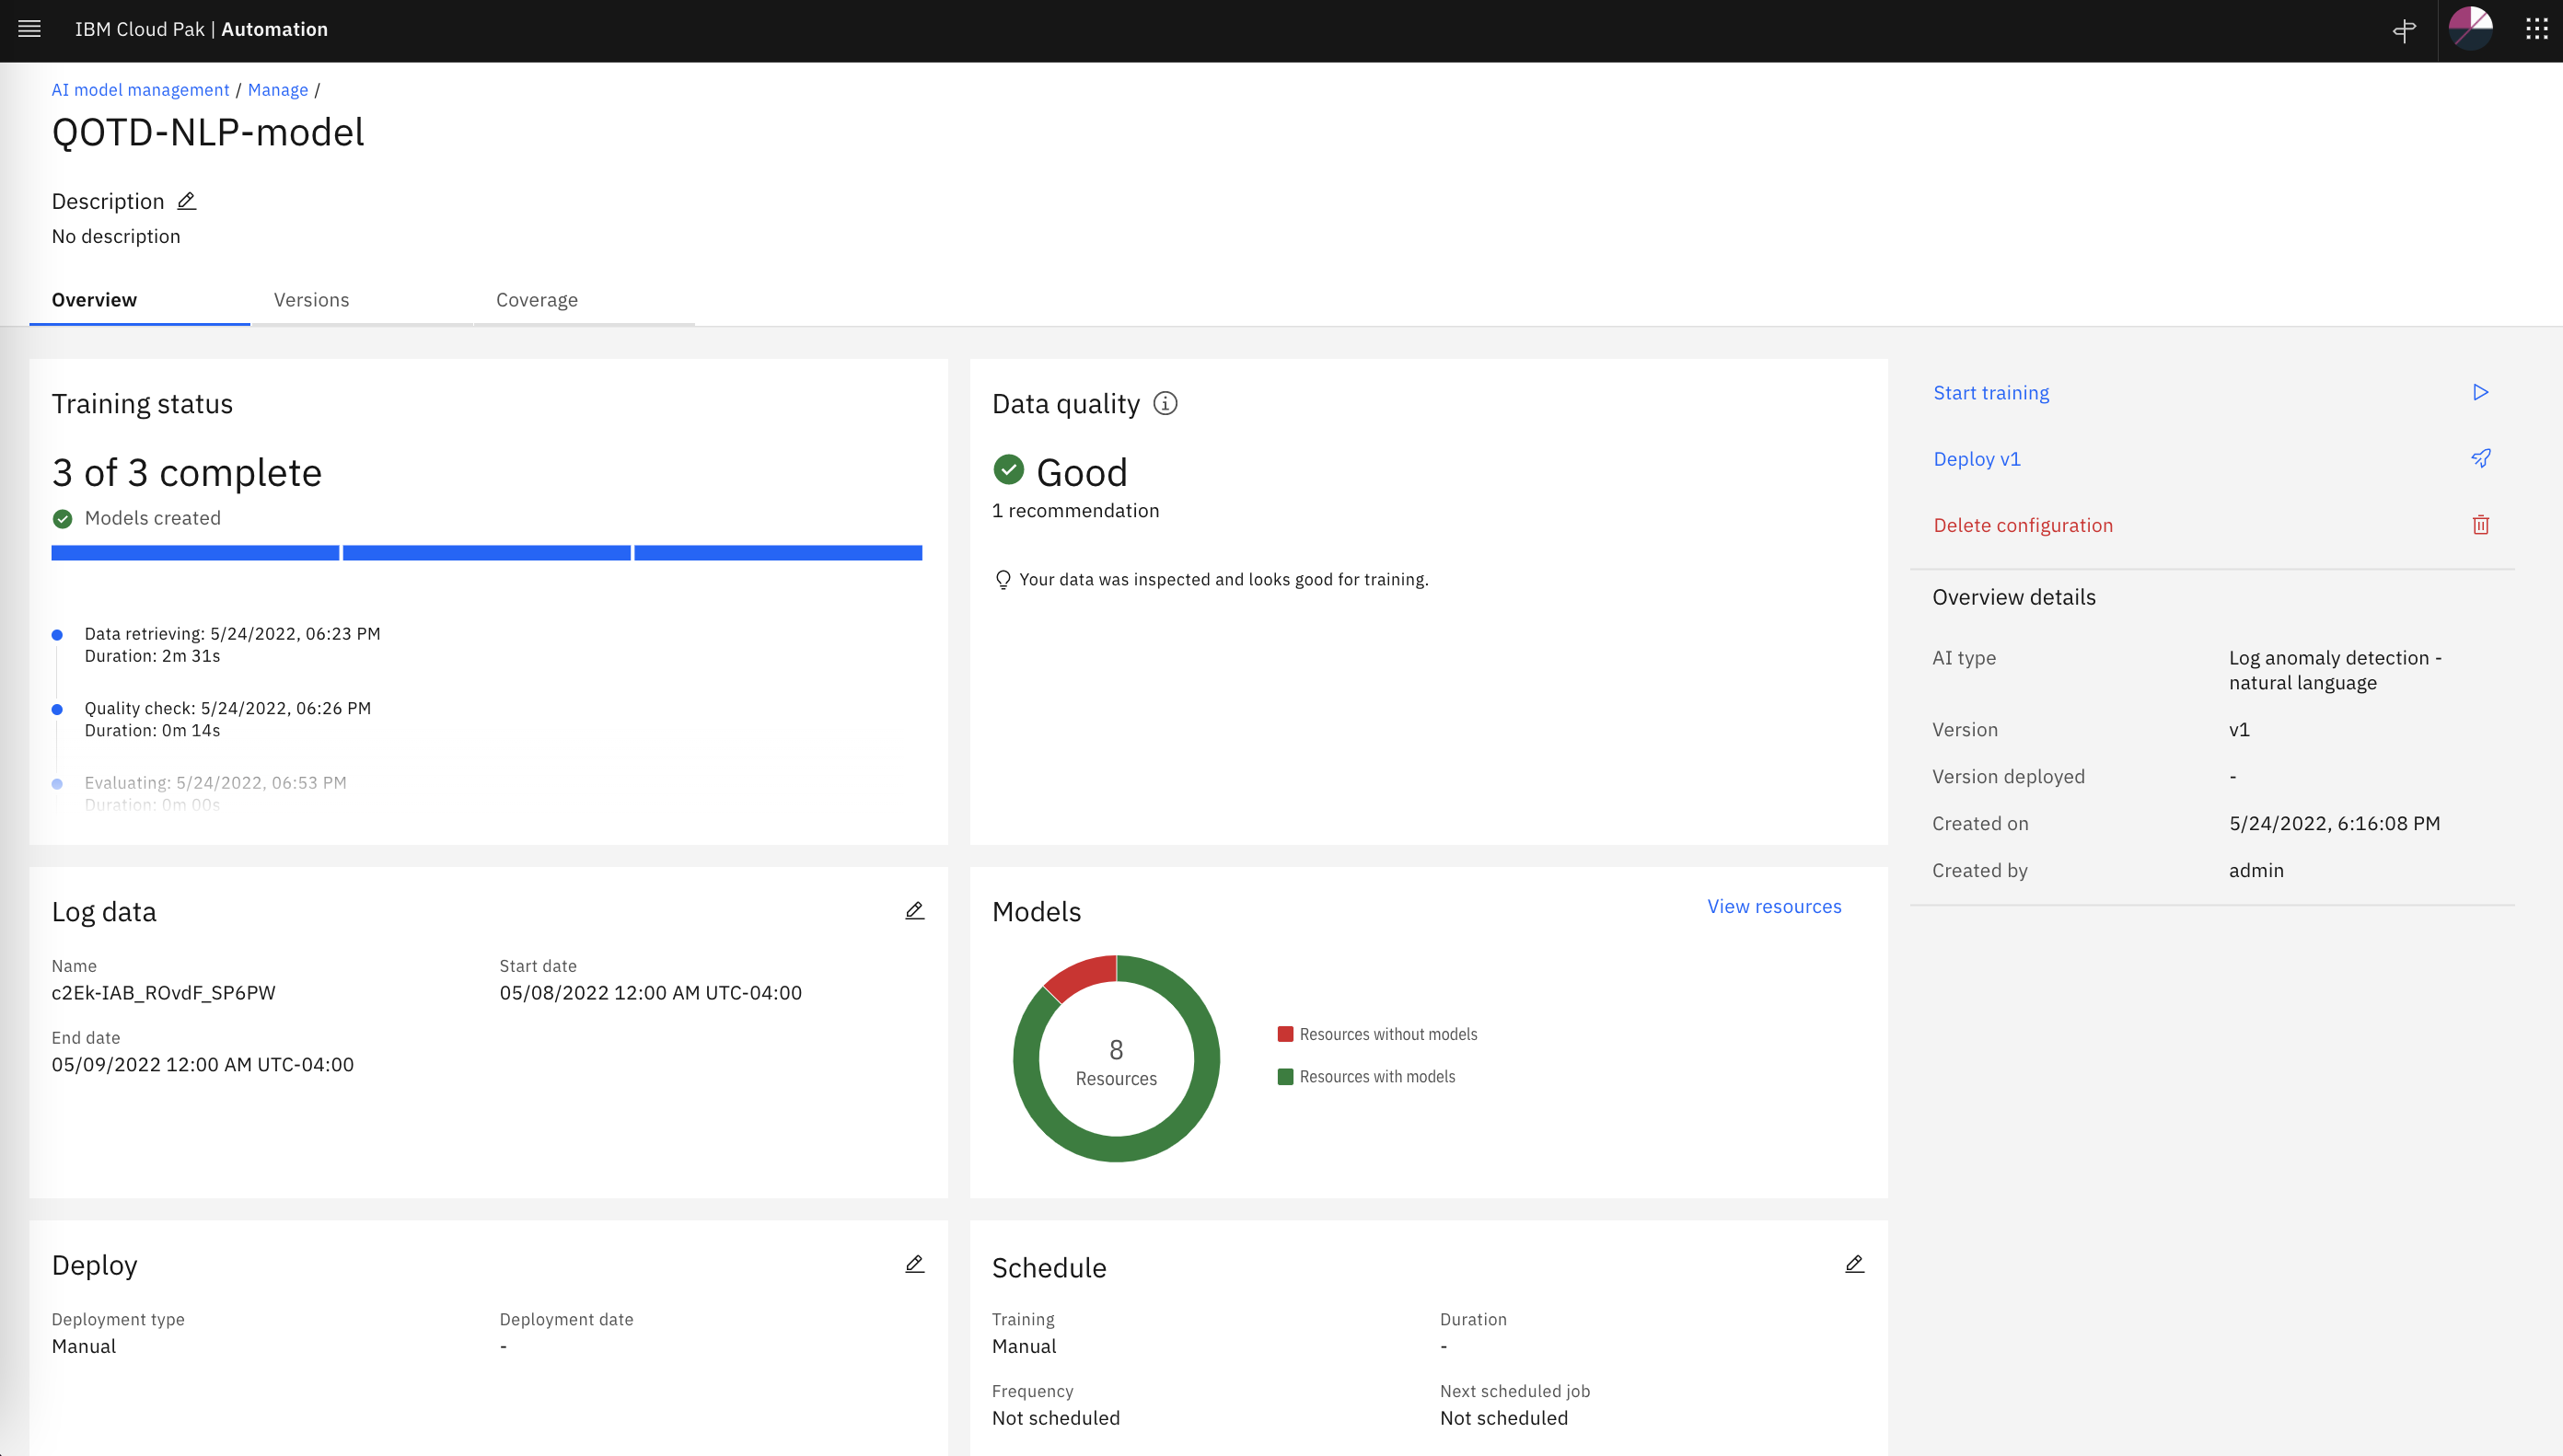 IBM Cloud Pak | Automation
AI model management / Manage /
QOTD-NLP-model
Description
No description
Overview
Versions
Coverage
Training status
3 of 3 complete
Models created
Data retrieving: 5/24/2022, 06:23 PM
Duration: 2m 31s
Quality check: 5/24/2022, 06:26 PM
Duration: 0m 14s
Evaluating: 5/24/2022, 06:53 PM
Duration: 0m 00s
Data quality
Good
1 recommendation
Your data was inspected and looks good for training.
Start training
Deploy v1
Delete configuration
Overview details
AI type
Log anomaly detection -
natural language
Version
v1
Version deployed
-
Created on
5/24/2022, 6:16:08 PM
Created by
admin
Log data
Name
c2Ek-IAB_ROvdF_SP6PW
Start date
05/08/2022 12:00 AM UTC-04:00
End date
05/09/2022 12:00 AM UTC-04:00
Models
View resources
8
Resources
Resources without models
Resources with models
Deploy
Deployment type
Manual
Deployment date
-
Schedule
Training
Manual
Duration
-
Frequency
Not scheduled
Next scheduled job
Not scheduled